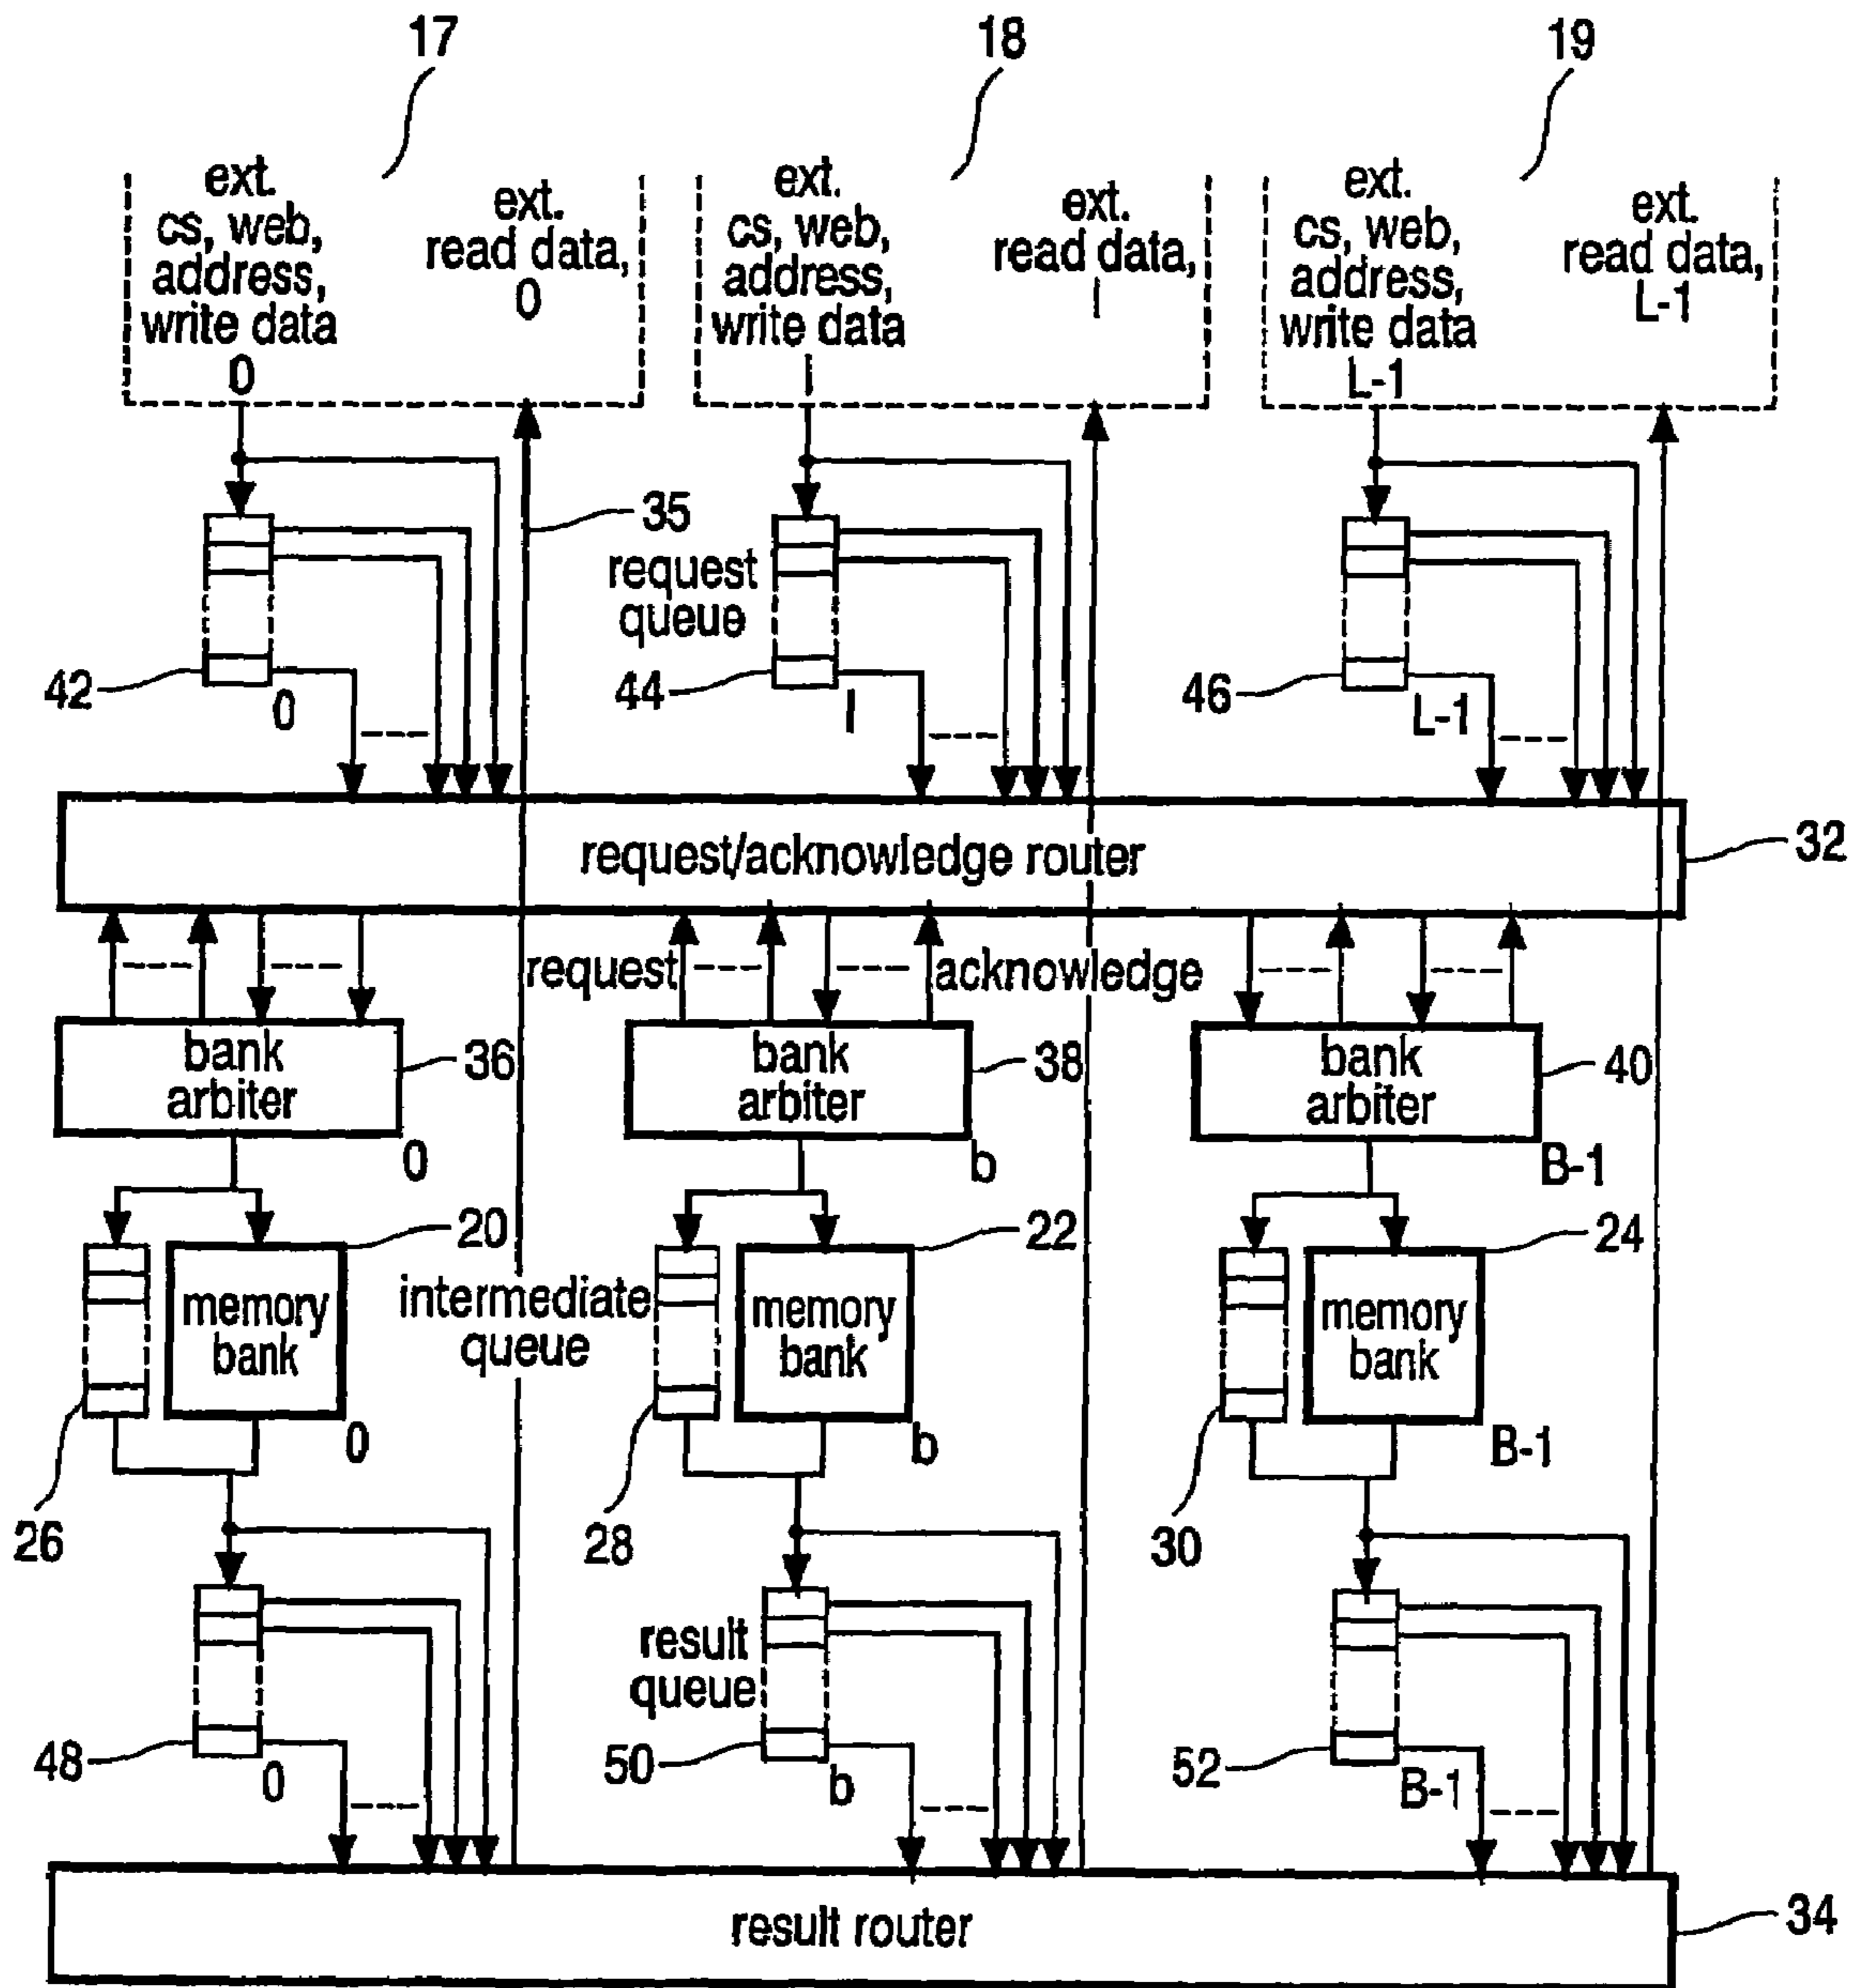 17
18
19
ext.
cs, web,
address,
write data
0
ext.
read data,
0
ext.
cs, web,
address,
write data
l
ext.
read data,
l
ext.
cs, web,
address,
write data
L-1
ext.
read data,
L-1
35
request
queue
42
0
44
l
46
L-1
request/acknowledge router
32
request
acknowledge
bank
arbiter
36
0
bank
arbiter
38
b
bank
arbiter
40
B-1
20
22
24
memory
bank
0
intermediate
queue
memory
bank
b
memory
bank
B-1
26
28
30
result
queue
48
0
50
b
52
B-1
result router
34